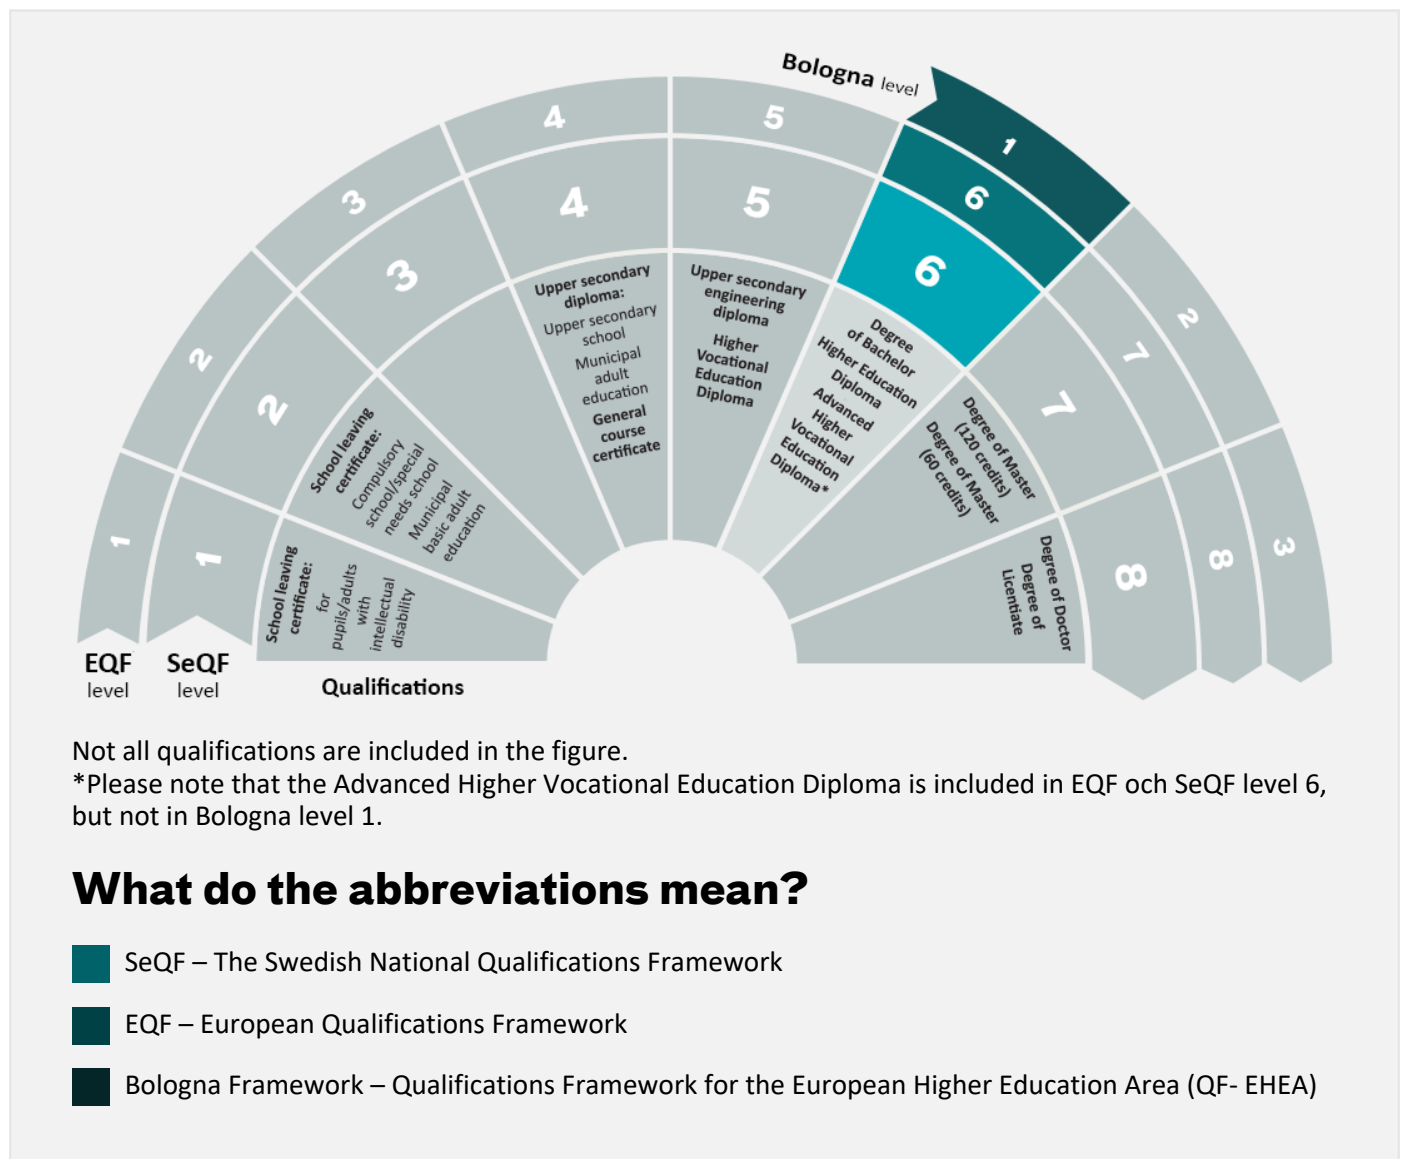 Bologna level
1
2
3
1
2
3
4
5
6
7
8
1
2
3
4
5
6
7
8
School leaving
certificate:
for
pupils/adults
with
intellectual
disability
School leaving
certificate:
Compulsory
school/special
needs school
Municipal
basic adult
education
Upper secondary
diploma:
Upper secondary
school
Municipal
adult
education
General
course
certificate
Upper secondary
engineering
diploma
Higher
Vocational
Education
Diploma
Degree
of Bachelor
Higher Education
Diploma
Advanced
Higher
Vocational
Education
Diploma*
Degree of Master
(120 credits)
Degree of Master
(60 credits)
Degree of Doctor
Degree of
Licentiate
EQF
level
SeQF
level
Qualifications
Not all qualifications are included in the figure.
*Please note that the Advanced Higher Vocational Education Diploma is included in EQF och SeQF level 6,
but not in Bologna level 1.
What do the abbreviations mean?
SeQF – The Swedish National Qualifications Framework
EQF – European Qualifications Framework
Bologna Framework – Qualifications Framework for the European Higher Education Area (QF- EHEA)